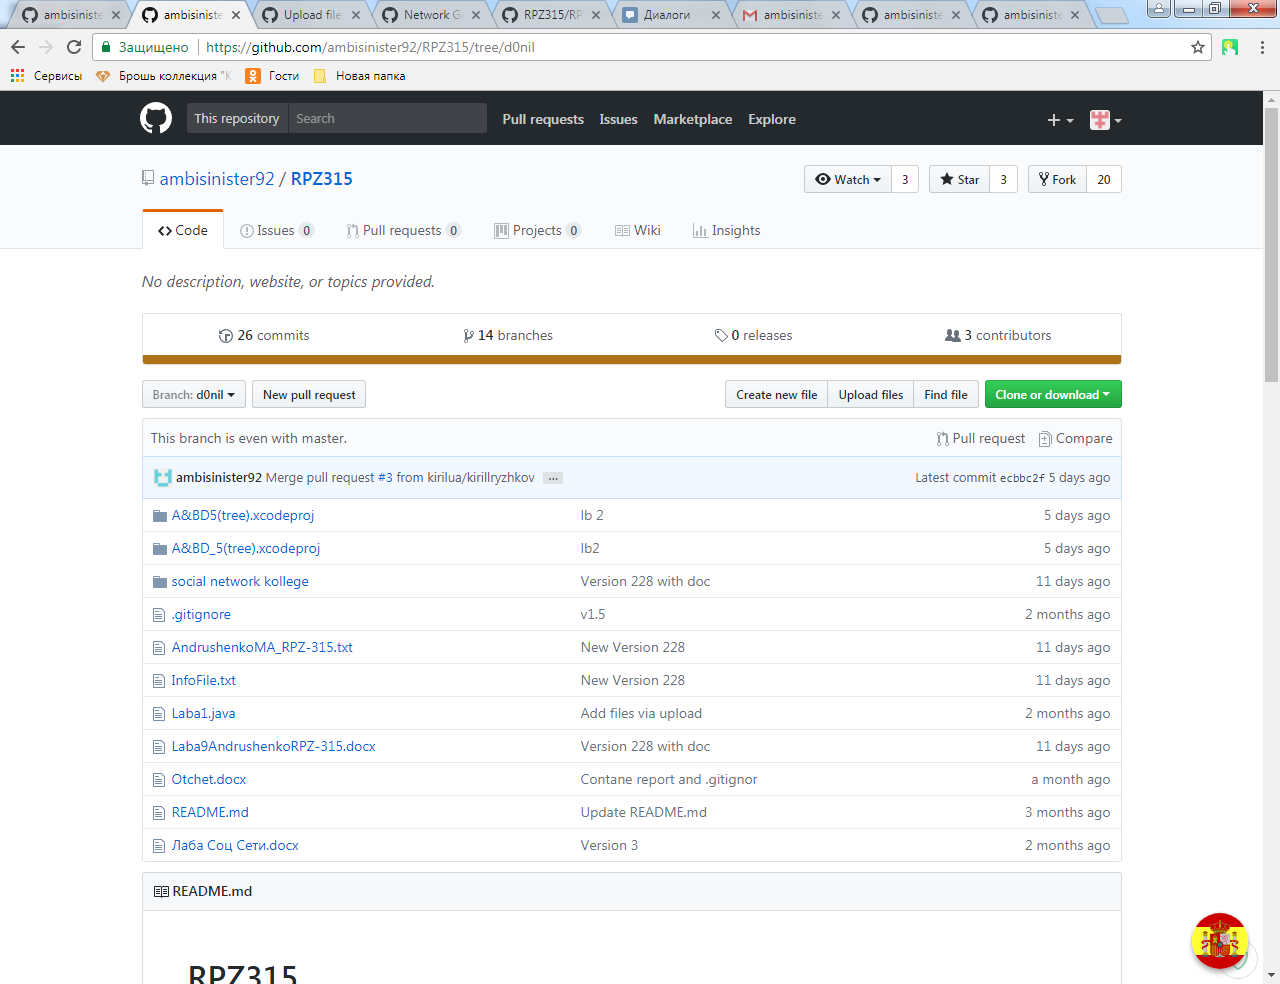 ambisiniste
ambisiniste
Upload file
Network G
RPZ315/RP
Диалоги
ambisiniste
ambisiniste
ambisiniste
Защищено https://github.com/ambisinister92/RPZ315/tree/d0nil
Сервисы Брошь коллекция "К Гости Новая папка
This repository Search Pull requests Issues Marketplace Explore
ambisinister92 / RPZ315
Watch 3 Star 3 Fork 20
Code Issues 0 Pull requests 0 Projects 0 Wiki Insights
No description, website, or topics provided.
26 commits 14 branches 0 releases 3 contributors
Branch: d0nil New pull request Create new file Upload files Find file Clone or download
This branch is even with master. Pull request Compare
ambisinister92 Merge pull request #3 from kirilua/kirillryzhkov ... Latest commit ecbbc2f 5 days ago
A&BD5(tree).xcodeproj lb 2 5 days ago
A&BD_5(tree).xcodeproj lb2 5 days ago
social network kollege Version 228 with doc 11 days ago
.gitignore v1.5 2 months ago
AndrushenkoMA_RPZ-315.txt New Version 228 11 days ago
InfoFile.txt New Version 228 11 days ago
Laba1.java Add files via upload 2 months ago
Laba9AndrushenkoRPZ-315.docx Version 228 with doc 11 days ago
Otchet.docx Contane report and .gitignor a month ago
README.md Update README.md 3 months ago
Лаба Соц Сети.docx Version 3 2 months ago
README.md
RPZ315